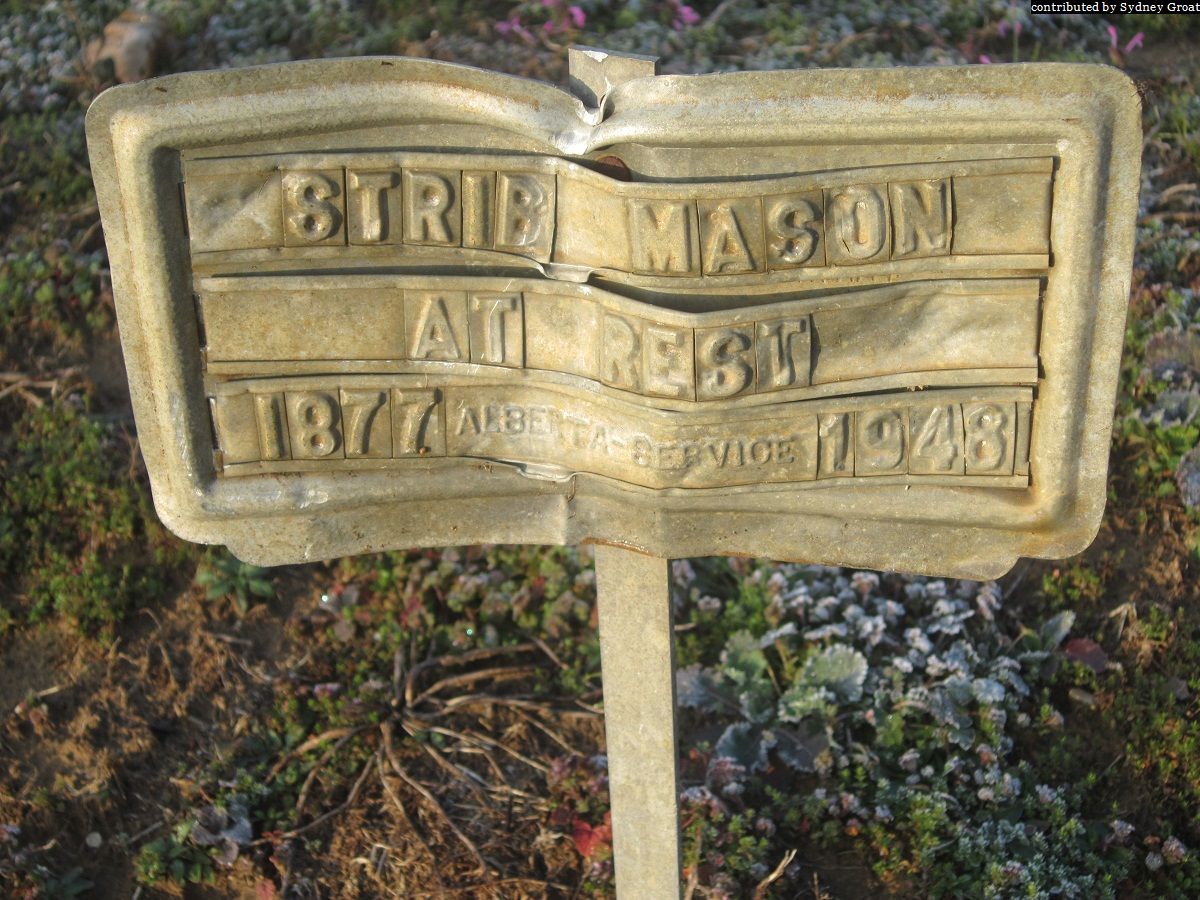 contributed by Sydney Groat
STRIB MASON
AT REST
1877 ALBERTA-SERVICE 1948